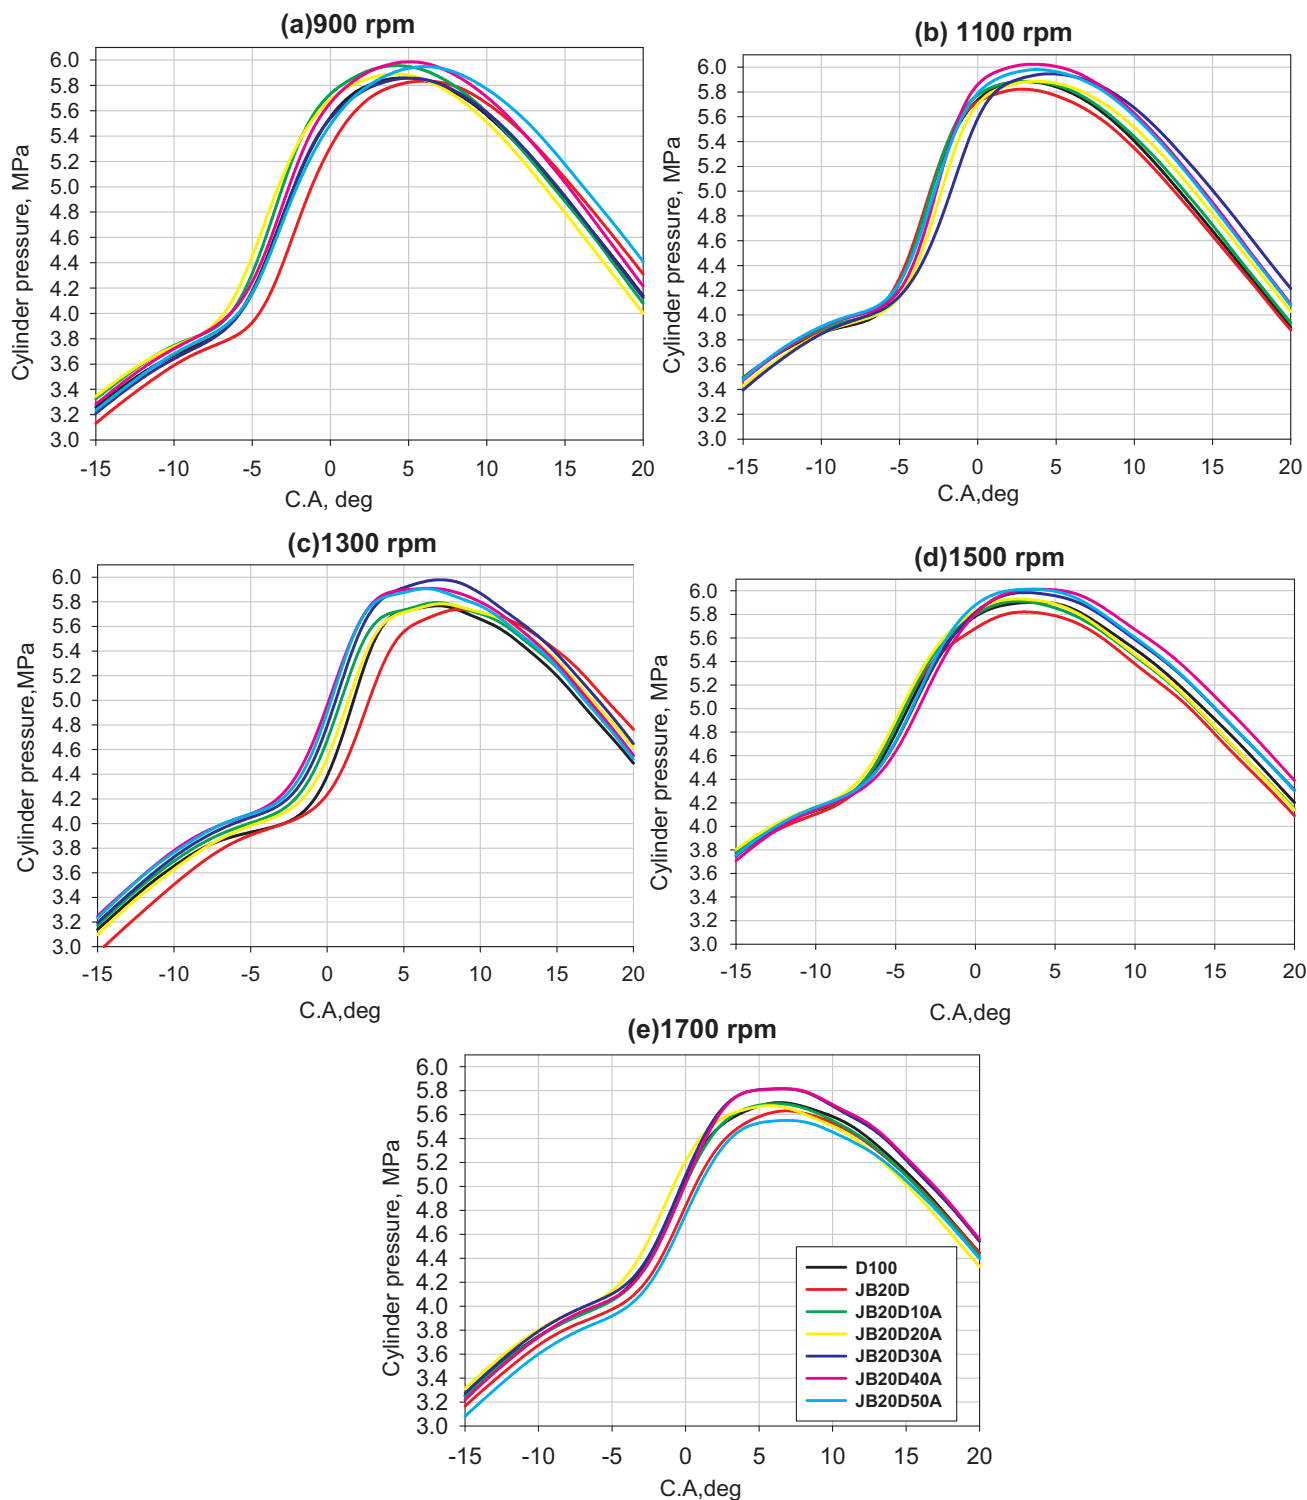 (a)900 rpm
6.0
5.8
5.6
5.4
5.2
5.0
4.8
4.6
4.4
4.2
4.0
3.8
3.6
3.4
3.2
3.0
Cylinder pressure, MPa
-15 -10 -5 0 5 10 15 20
C.A, deg
(b) 1100 rpm
6.0
5.8
5.6
5.4
5.2
5.0
4.8
4.6
4.4
4.2
4.0
3.8
3.6
3.4
3.2
3.0
Cylinder pressure, MPa
-15 -10 -5 0 5 10 15 20
C.A,deg
(c)1300 rpm
6.0
5.8
5.6
5.4
5.2
5.0
4.8
4.6
4.4
4.2
4.0
3.8
3.6
3.4
3.2
3.0
Cylinder pressure,MPa
-15 -10 -5 0 5 10 15 20
C.A,deg
(d)1500 rpm
6.0
5.8
5.6
5.4
5.2
5.0
4.8
4.6
4.4
4.2
4.0
3.8
3.6
3.4
3.2
3.0
Cylinder pressure, MPa
-15 -10 -5 0 5 10 15 20
C.A,deg
(e)1700 rpm
6.0
5.8
5.6
5.4
5.2
5.0
4.8
4.6
4.4
4.2
4.0
3.8
3.6
3.4
3.2
3.0
Cylinder pressure, MPa
D100
JB20D
JB20D10A
JB20D20A
JB20D30A
JB20D40A
JB20D50A
-15 -10 -5 0 5 10 15 20
C.A,deg